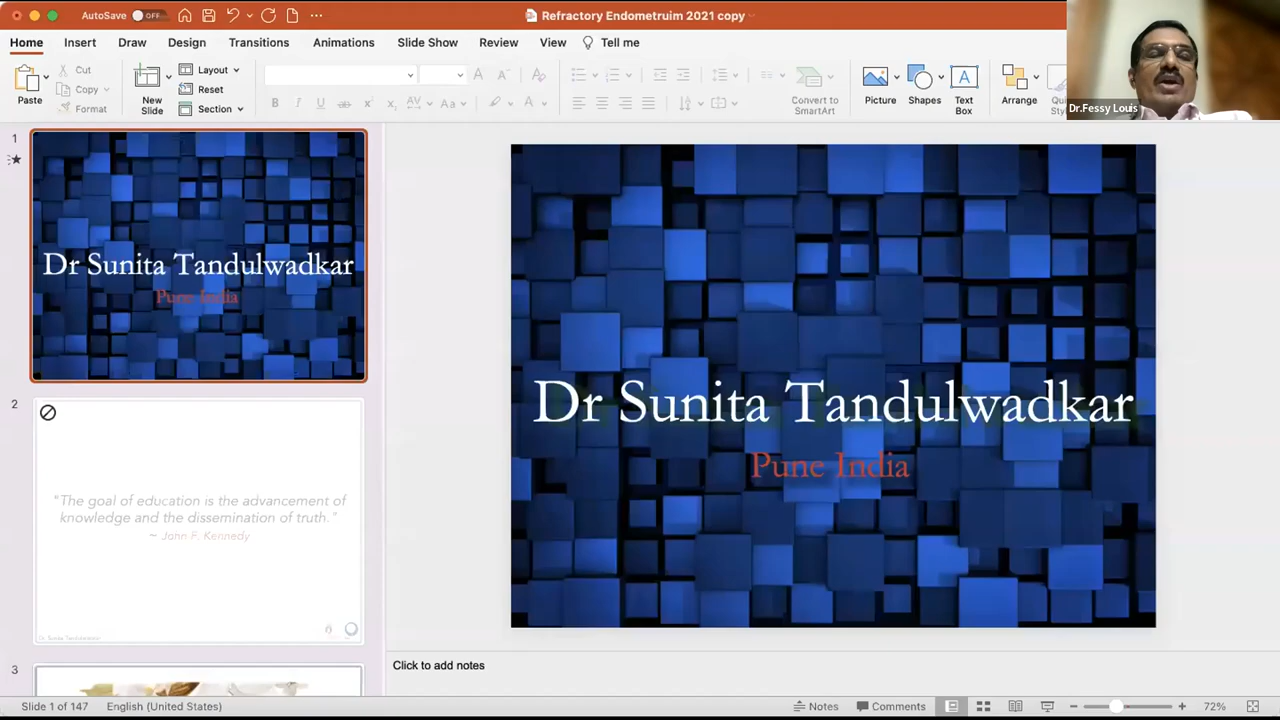 AutoSave OFF
Refractory Endometruim 2021 copy
Home Insert Draw Design Transitions Animations Slide Show Review View Tell me
Paste
Cut
Copy
Format
New Slide
Layout
Reset
Section
Convert to SmartArt
Picture
Shapes
Text Box
Arrange
Dr.Fessy Louis
1
Dr Sunita Tandulwadkar
Pune India
2
"The goal of education is the advancement of
knowledge and the dissemination of truth."
~ John F. Kennedy
Dr. Sunita Tandulwadkar
3
Dr Sunita Tandulwadkar
Pune India
Click to add notes
Slide 1 of 147 English (United States) Notes Comments 72%